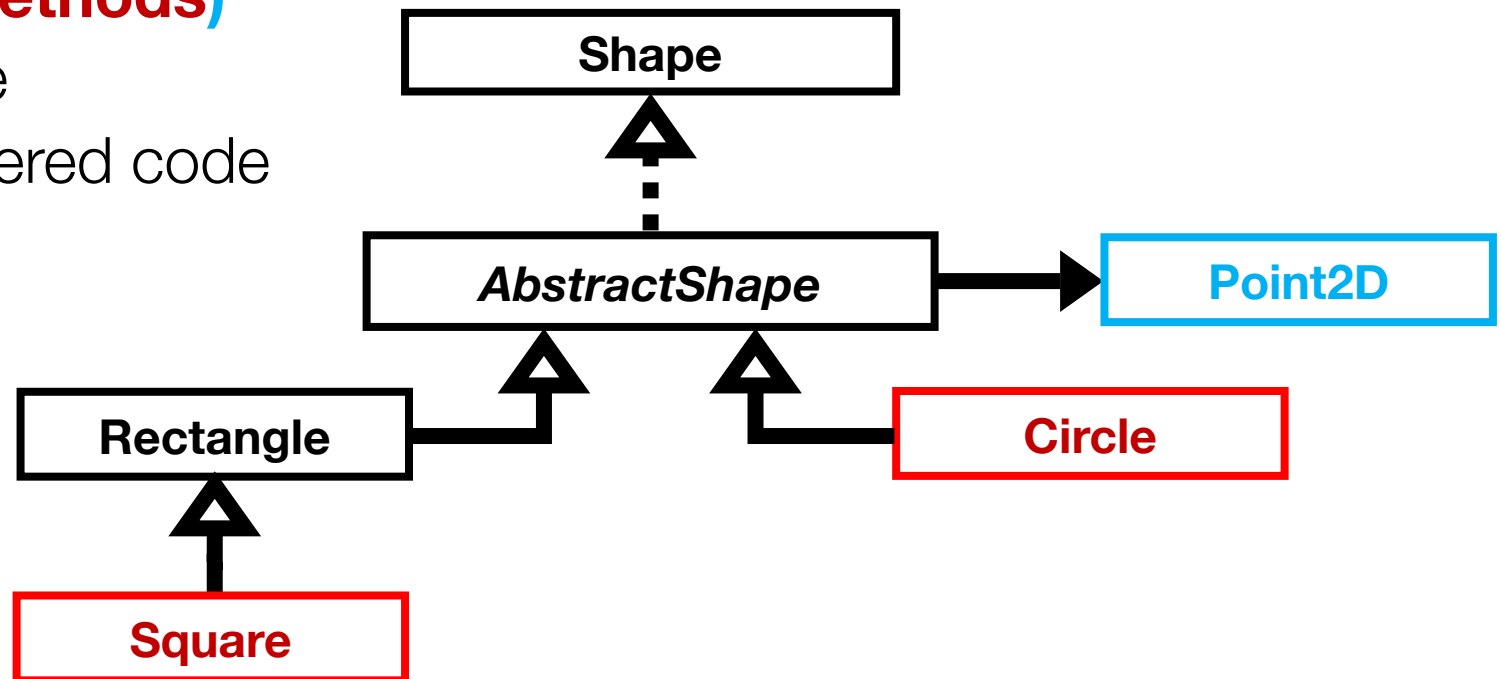 ethods)
e
ered code
Shape
AbstractShape
Point2D
Rectangle
Circle
Square